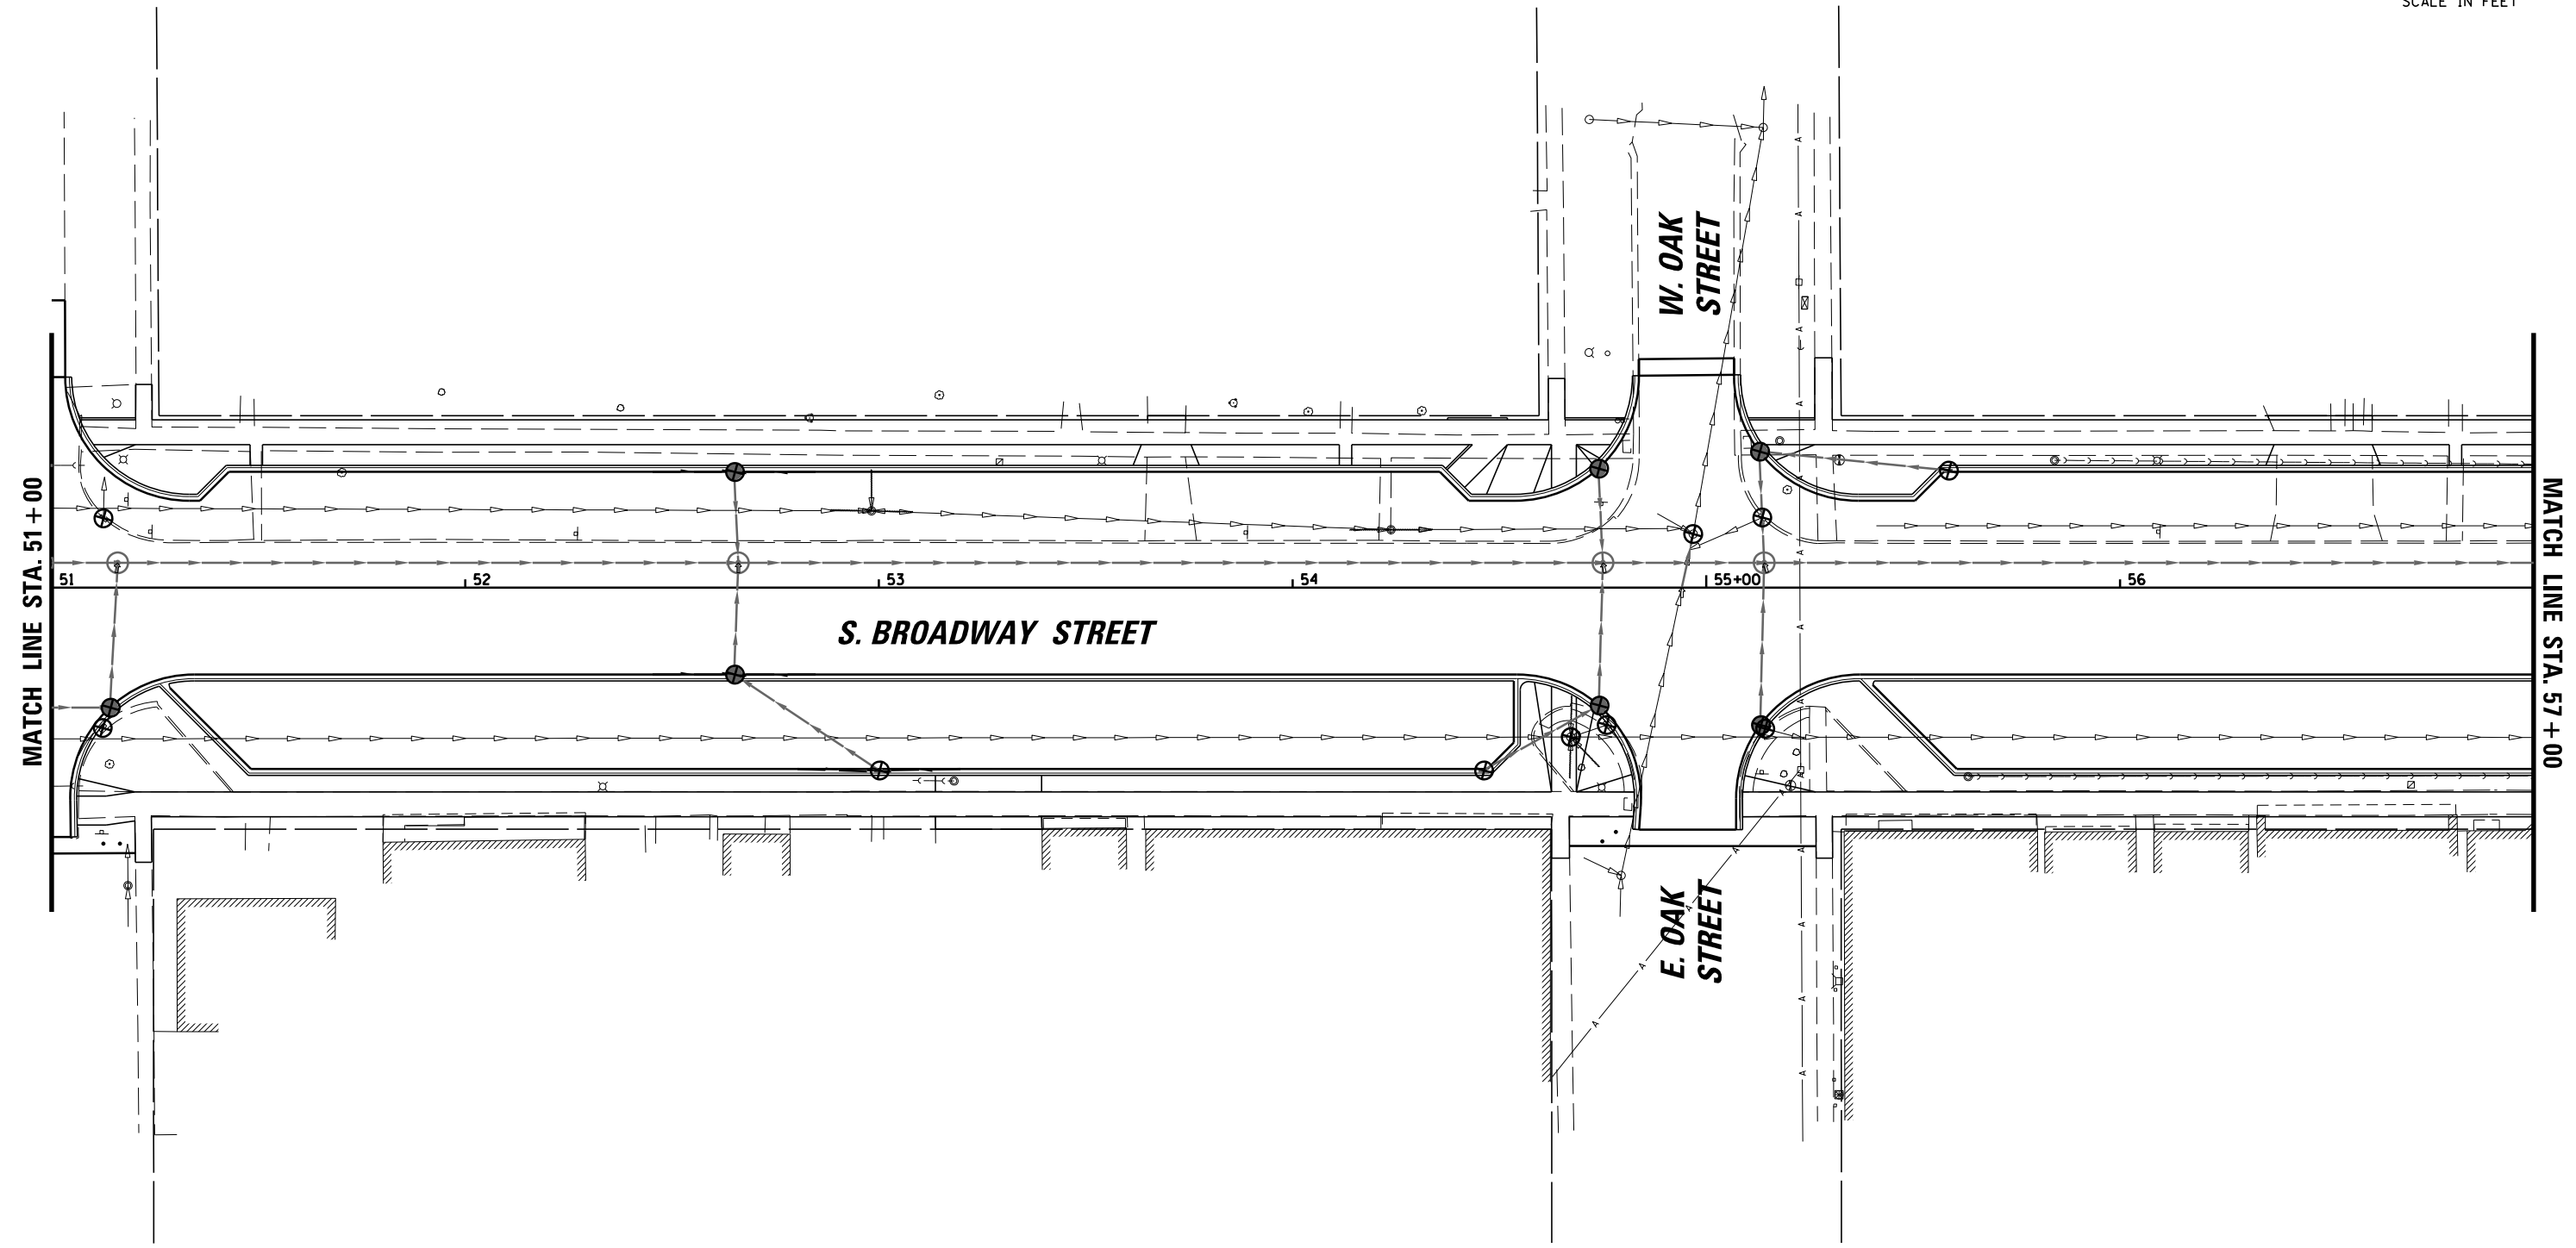 SCALE IN FEET
W. OAK
STREET
MATCH LINE STA. 51 + 00
51
52
53
54
55+00
56
S. BROADWAY STREET
MATCH LINE STA. 57 + 00
E. OAK
STREET